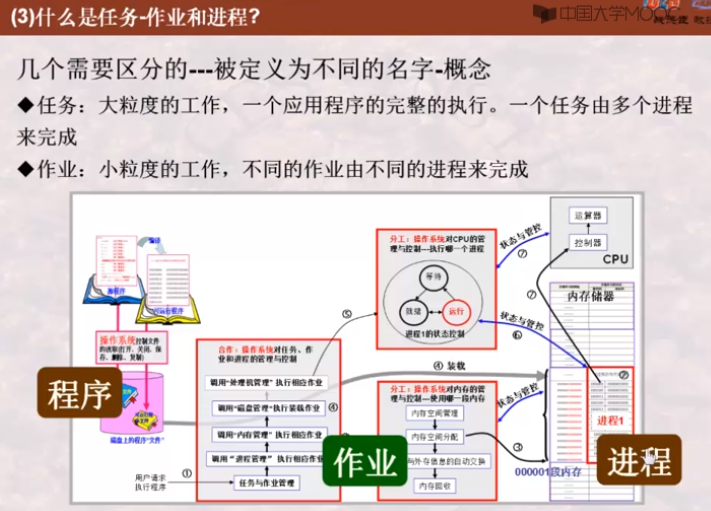 (3)什么是任务-作业和进程?
中国大学MOOC
几个需要区分的---被定义为不同的名字-概念
◆任务：大粒度的工作，一个应用程序的完整的执行。一个任务由多个进程
来完成
◆作业：小粒度的工作，不同的作业由不同的进程来完成
源程序
可执行程序
操作系统控制文件
的读取(打开、关闭、保
存、删除、复制)
程序
磁盘上的程序"文件"
用户请求
执行程序
①
合作：操作系统对任务、作
业和进程的管理与控制
调用"处理机管理"执行相应作业
调用"磁盘管理"执行装载作业
④
调用"内存管理"执行相应作业
调用"进程管理" 执行相应作业
任务与作业管理
作业
⑤
分工：操作系统对CPU的管
理与控制---执行哪一个进程
等待
就绪
运行
进程1的状态控制
④ 装载
分工：操作系统对内存的管
理与控制---使用哪一段内存
内存空间管理
内存空间分配
与外存信息的自动交换
内存回收
③
状态与管控
⑦
状态与管控
⑥
状态与管控
⑦
运算器
控制器
CPU
内存储器
⑦
进程1
000001段内存
进程